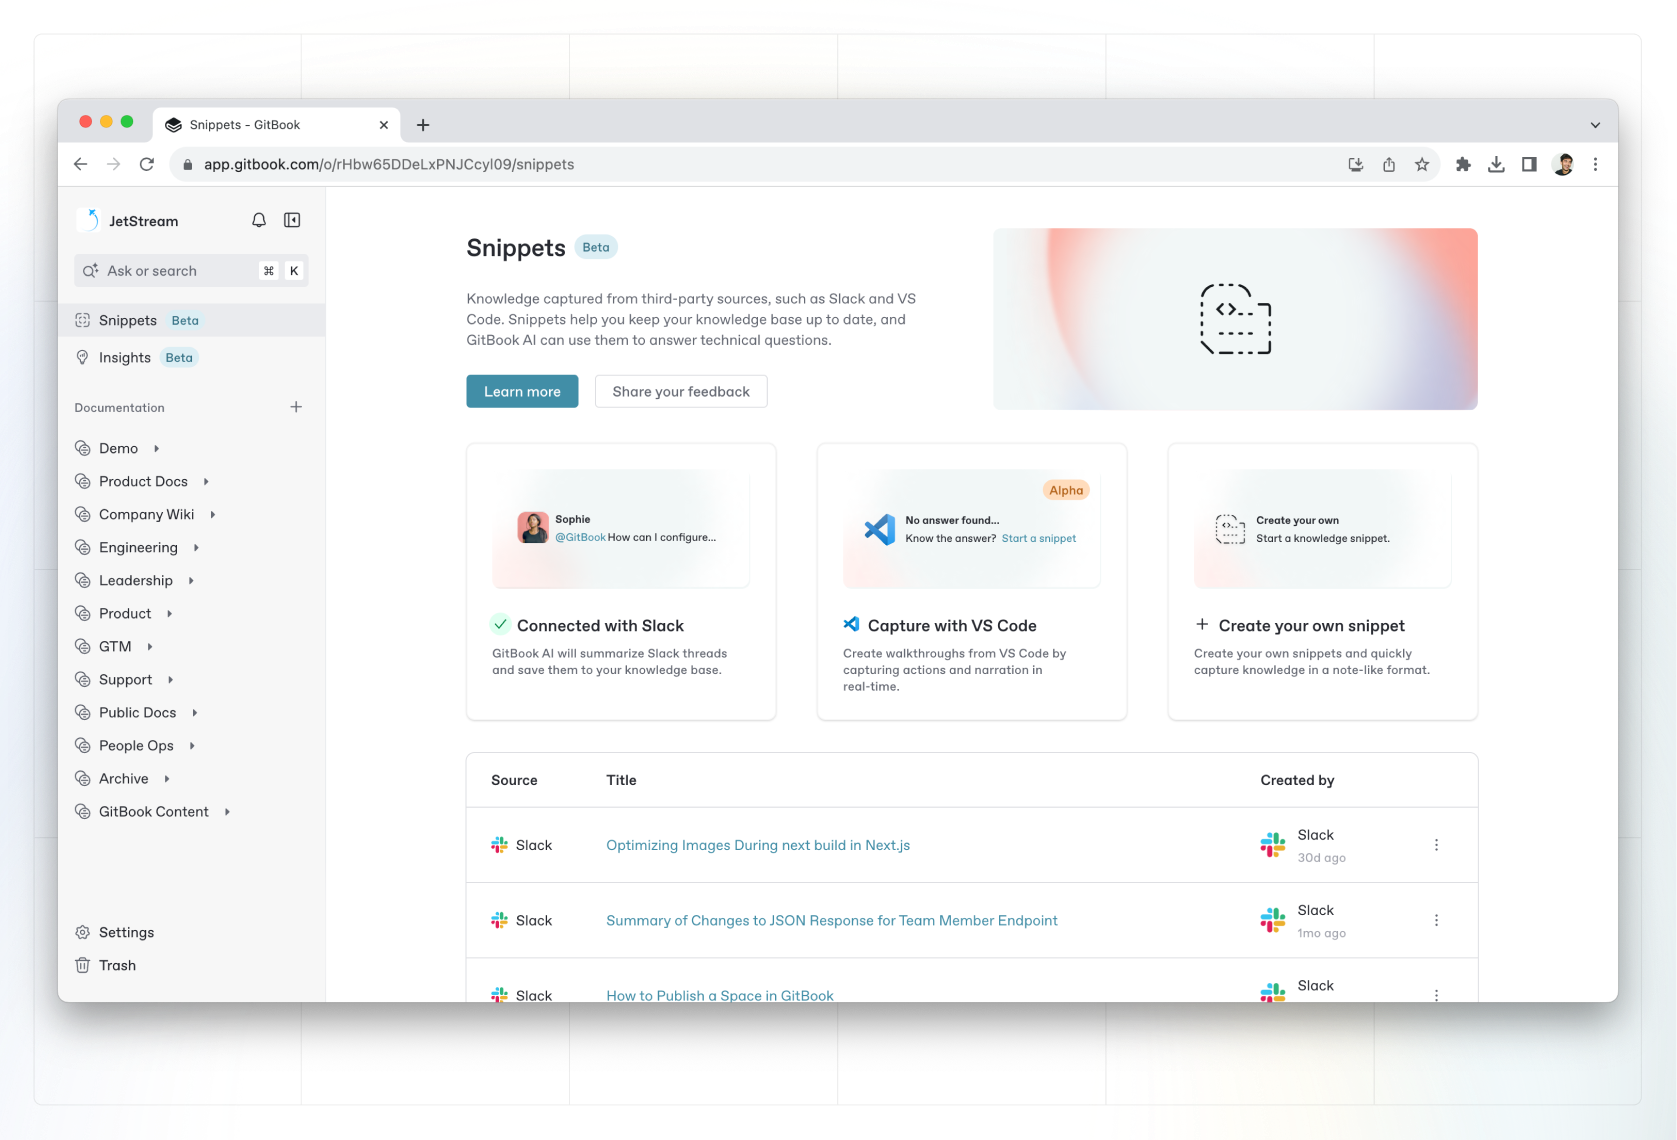 Snippets - GitBook
app.gitbook.com/o/rHbw65DDeLxPNJCcyl09/snippets
JetStream
Ask or search
⌘ K
Snippets Beta
Insights Beta
Documentation
Demo
Product Docs
Company Wiki
Engineering
Leadership
Product
GTM
Support
Public Docs
People Ops
Archive
GitBook Content
Settings
Trash
Snippets Beta
Knowledge captured from third-party sources, such as Slack and VS
Code. Snippets help you keep your knowledge base up to date, and
GitBook AI can use them to answer technical questions.
Learn more
Share your feedback
Sophie
@GitBook How can I configure...
Connected with Slack
GitBook AI will summarize Slack threads
and save them to your knowledge base.
Alpha
No answer found...
Know the answer? Start a snippet
Capture with VS Code
Create walkthroughs from VS Code by
capturing actions and narration in
real-time.
Create your own
Start a knowledge snippet.
Create your own snippet
Create your own snippets and quickly
capture knowledge in a note-like format.
Source Title Created by
Slack Optimizing Images During next build in Next.js Slack
30d ago
Slack Summary of Changes to JSON Response for Team Member Endpoint Slack
1mo ago
Slack How to Publish a Space in GitBook Slack